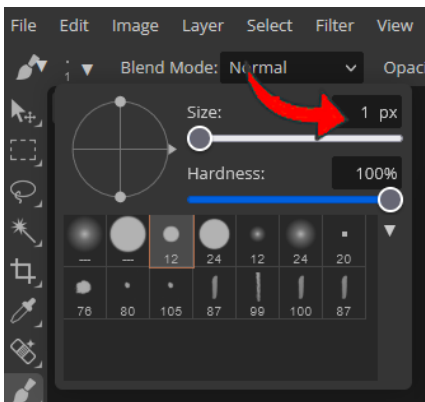 File Edit Image Layer Select Filter View
1 Blend Mode: Normal Opac
Size: 1 px
Hardness: 100%
--- --- 12 24 12 24 20
76 80 105 87 99 100 87